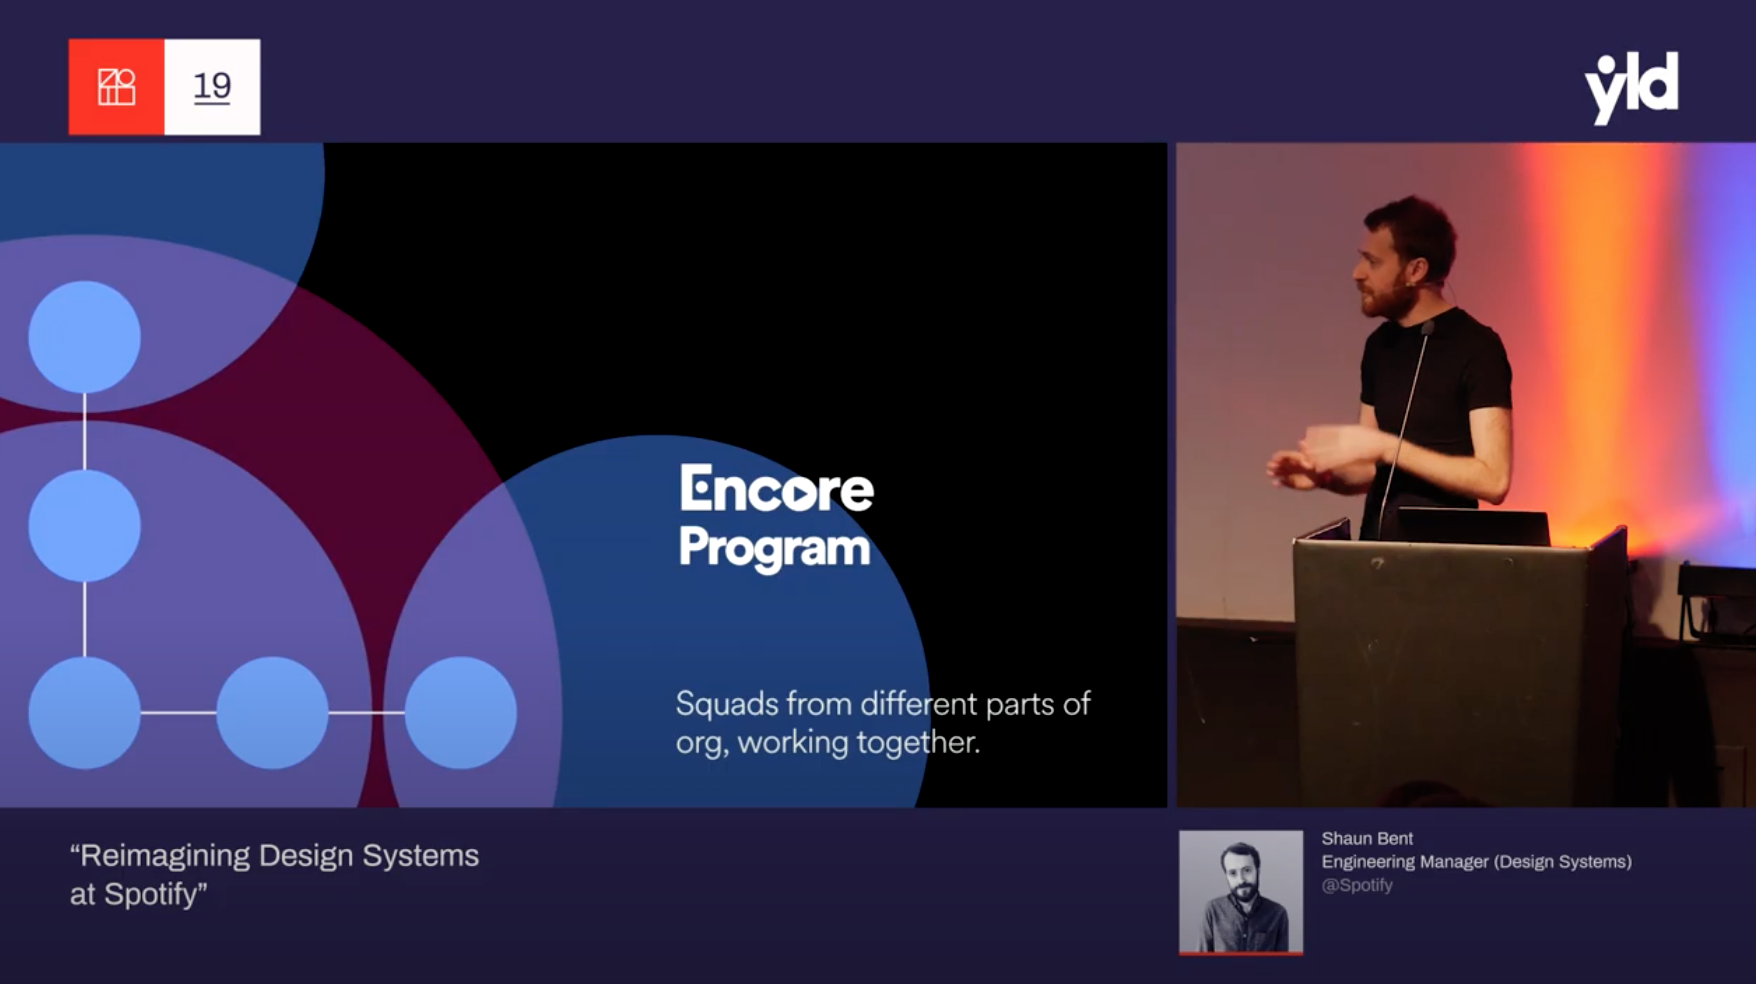 19
yld
Encore
Program
Squads from different parts of
org, working together.
“Reimagining Design Systems
at Spotify”
Shaun Bent
Engineering Manager (Design Systems)
@Spotify